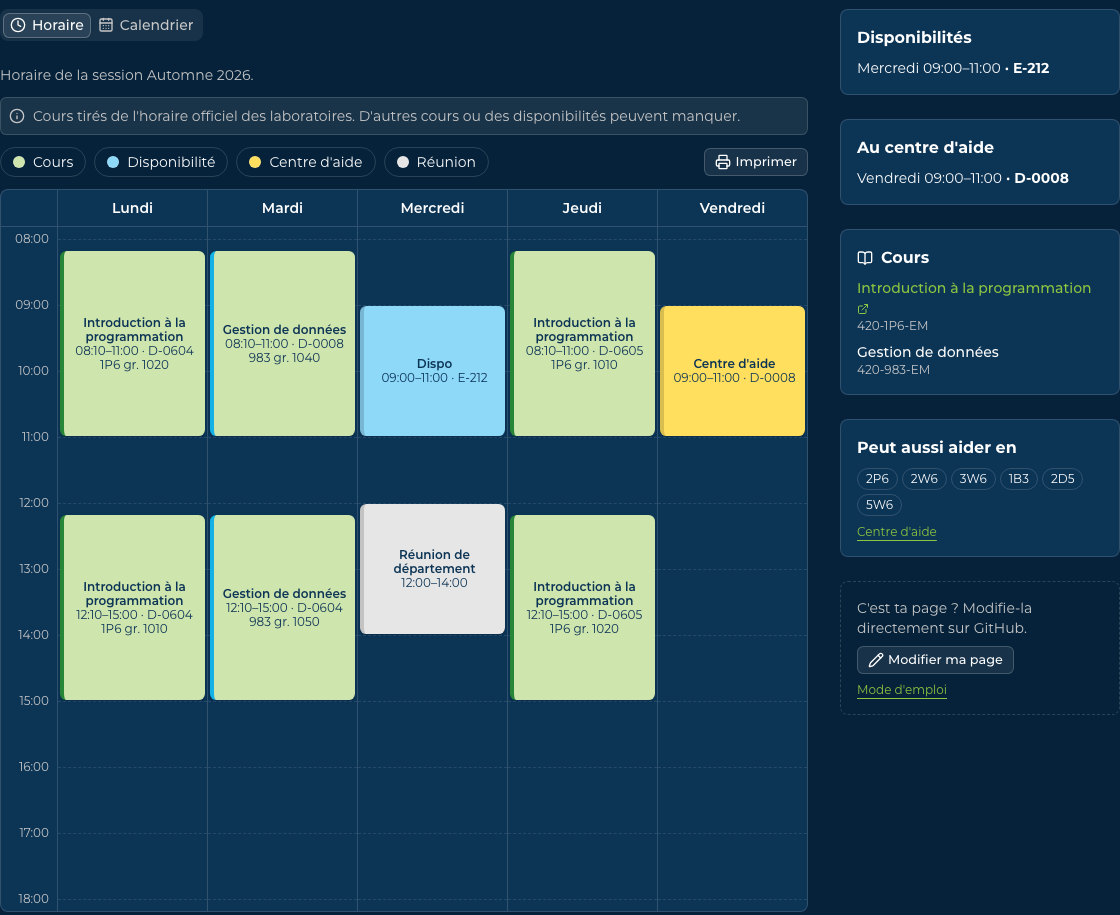 Horaire
Calendrier
Horaire de la session Automne 2026.
Cours tirés de l'horaire officiel des laboratoires. D'autres cours ou des disponibilités peuvent manquer.
Cours
Disponibilité
Centre d'aide
Réunion
Imprimer
Lundi
Mardi
Mercredi
Jeudi
Vendredi
08:00
09:00
10:00
11:00
12:00
13:00
14:00
15:00
16:00
17:00
18:00
Introduction à la
programmation
08:10–11:00 · D-0604
1P6 gr. 1020
Introduction à la
programmation
12:10–15:00 · D-0604
1P6 gr. 1010
Gestion de données
08:10–11:00 · D-0008
983 gr. 1040
Gestion de données
12:10–15:00 · D-0604
983 gr. 1050
Dispo
09:00–11:00 · E-212
Réunion de
département
12:00–14:00
Introduction à la
programmation
08:10–11:00 · D-0605
1P6 gr. 1010
Introduction à la
programmation
12:10–15:00 · D-0605
1P6 gr. 1020
Centre d'aide
09:00–11:00 · D-0008
Disponibilités
Mercredi 09:00–11:00 • E-212
Au centre d'aide
Vendredi 09:00–11:00 • D-0008
Cours
Introduction à la programmation
420-1P6-EM
Gestion de données
420-983-EM
Peut aussi aider en
2P6 2W6 3W6 1B3 2D5
5W6
Centre d'aide
C'est ta page ? Modifie-la
directement sur GitHub.
Modifier ma page
Mode d'emploi